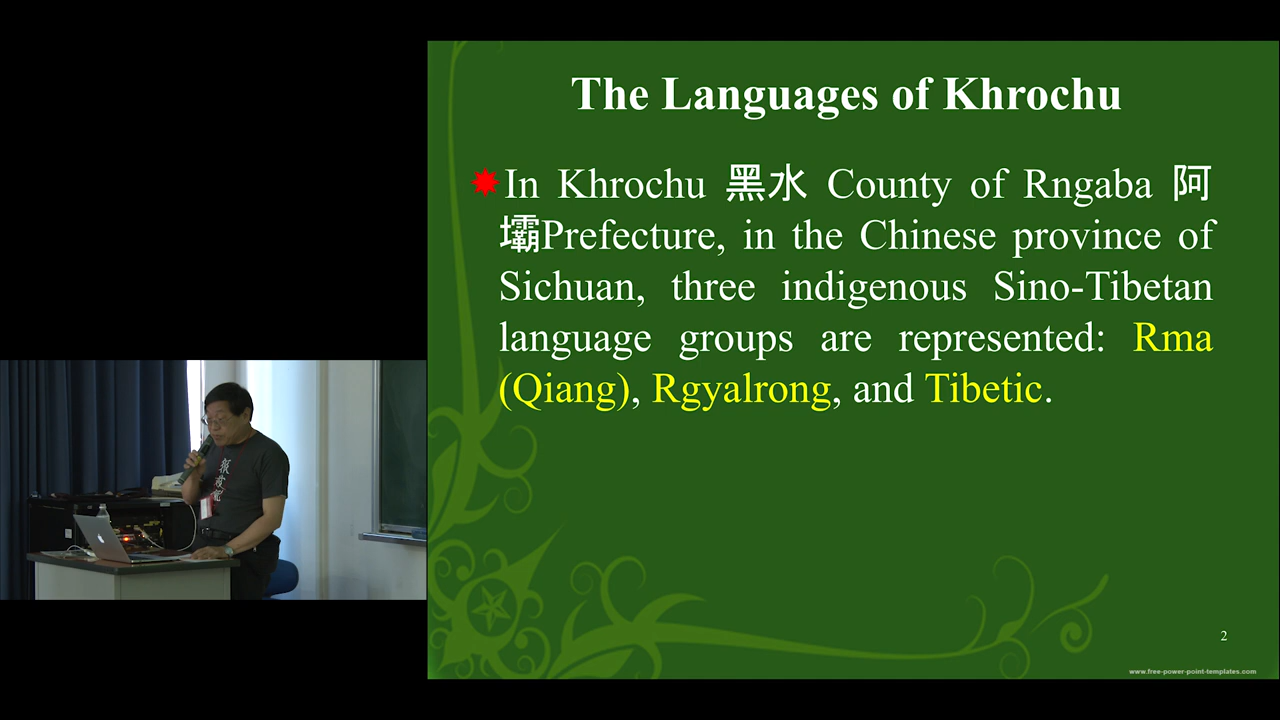 The Languages of Khrochu
In Khrochu 黑水 County of Rngaba 阿
壩Prefecture, in the Chinese province of
Sichuan, three indigenous Sino-Tibetan
language groups are represented: Rma
(Qiang), Rgyalrong, and Tibetic.
2
www.free-power-point-templates.com